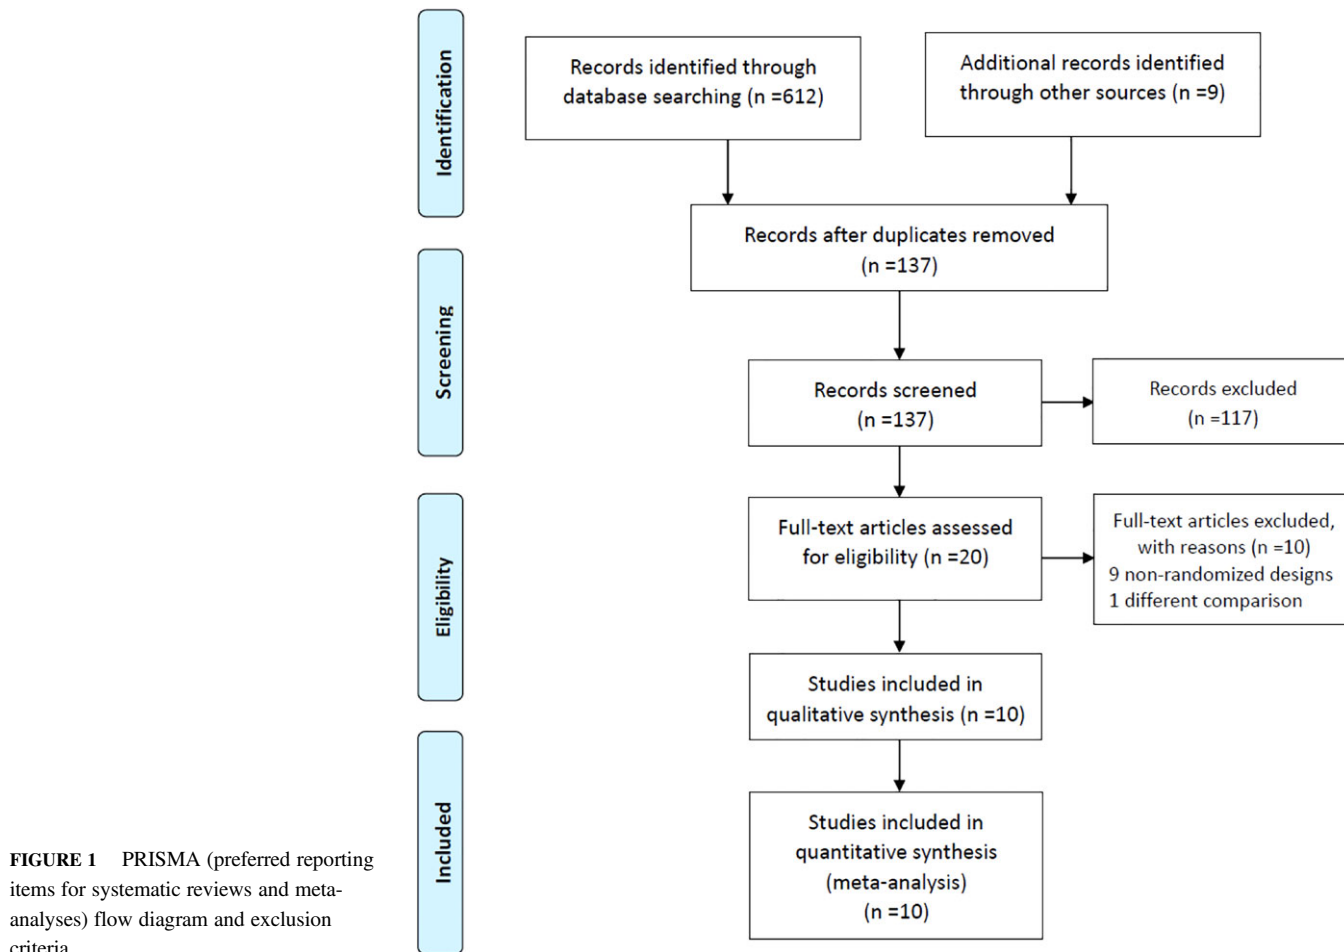 Identification
Records identified through
database searching (n =612)
Additional records identified
through other sources (n =9)
Records after duplicates removed
(n =137)
Screening
Records screened
(n =137)
Records excluded
(n =117)
Eligibility
Full-text articles assessed
for eligibility (n =20)
Full-text articles excluded,
with reasons (n =10)
9 non-randomized designs
1 different comparison
Studies included in
qualitative synthesis (n =10)
Included
Studies included in
quantitative synthesis
(meta-analysis)
(n =10)
FIGURE 1 PRISMA (preferred reporting
items for systematic reviews and meta-
analyses) flow diagram and exclusion
criteria